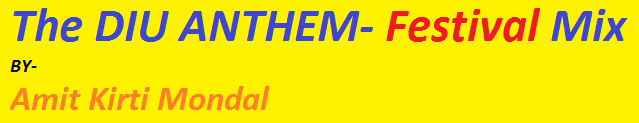 The DIU ANTHEM- Festival Mix
BY-
Amit Kirti Mondal